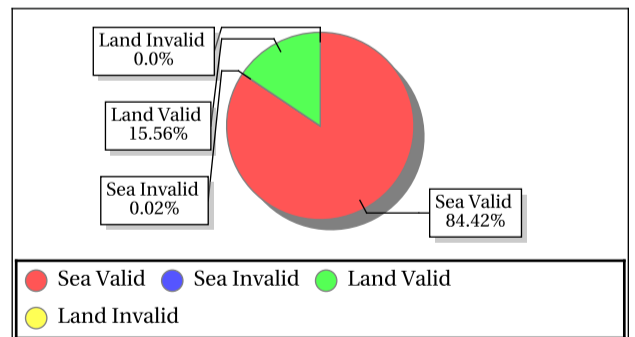 Land Invalid
0.0%
Land Valid
15.56%
Sea Invalid
0.02%
Sea Valid
84.42%
Sea Valid Sea Invalid Land Valid
Land Invalid